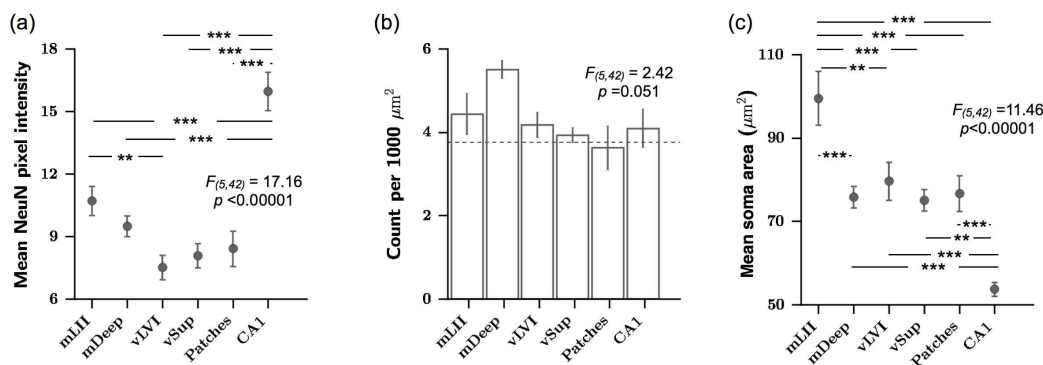 (a)
***
***
***
***
***
**
F(5,42) = 17.16
p <0.00001
Mean NeuN pixel intensity
18
15
12
9
6
mLII
mDeep
vLVI
vSup
Patches
CA1
(b)
F(5,42) = 2.42
p =0.051
Count per 1000 μm²
6
4
2
0
mLII
mDeep
vLVI
vSup
Patches
CA1
(c)
***
***
***
**
F(5,42) =11.46
p<0.00001
***
***
**
***
***
Mean soma area (μm²)
110
90
70
50
mLII
mDeep
vLVI
vSup
Patches
CA1